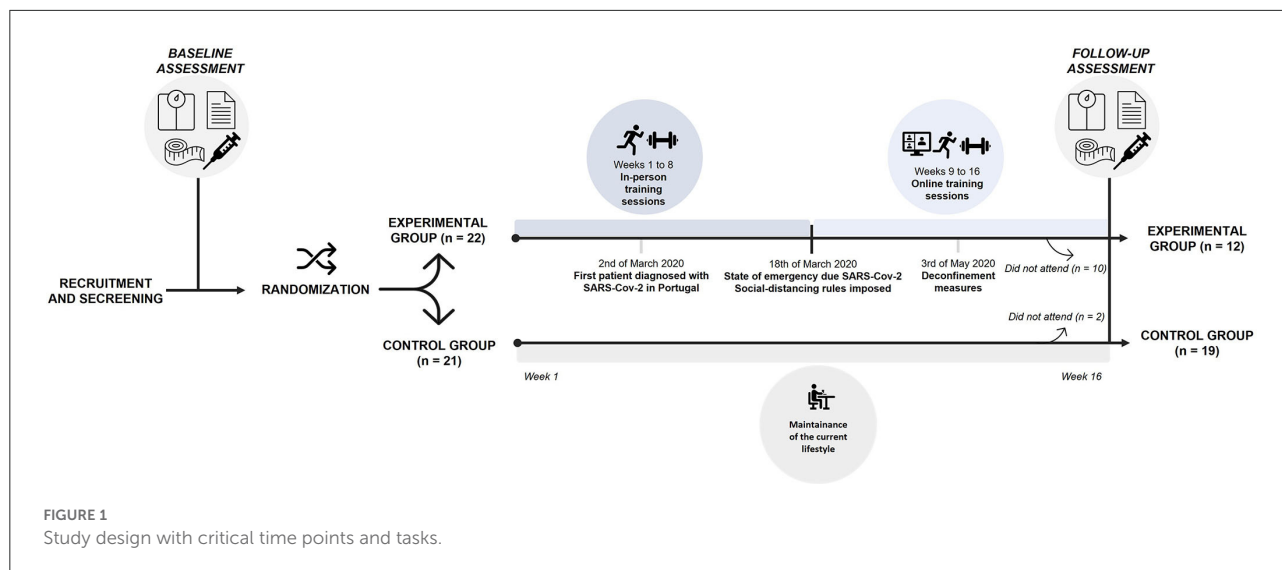 BASELINE
ASSESSMENT
FOLLOW-UP
ASSESSMENT
Weeks 1 to 8
In-person
training
sessions
Weeks 9 to 16
Online training
sessions
RECRUITMENT
AND SECREENING
RANDOMIZATION
EXPERIMENTAL
GROUP (n = 22)
2nd of March 2020
First patient diagnosed with
SARS-Cov-2 in Portugal
18th of March 2020
State of emergency due SARS-Cov-2
Social-distancing rules imposed
3rd of May 2020
Deconfinement
measures
Did not attend (n = 10)
EXPERIMENTAL
GROUP (n = 12)
CONTROL GROUP
(n = 21)
Did not attend (n = 2)
CONTROL GROUP
(n = 19)
Week 1
Week 16
Maintainance
of the current
lifestyle
FIGURE 1
Study design with critical time points and tasks.